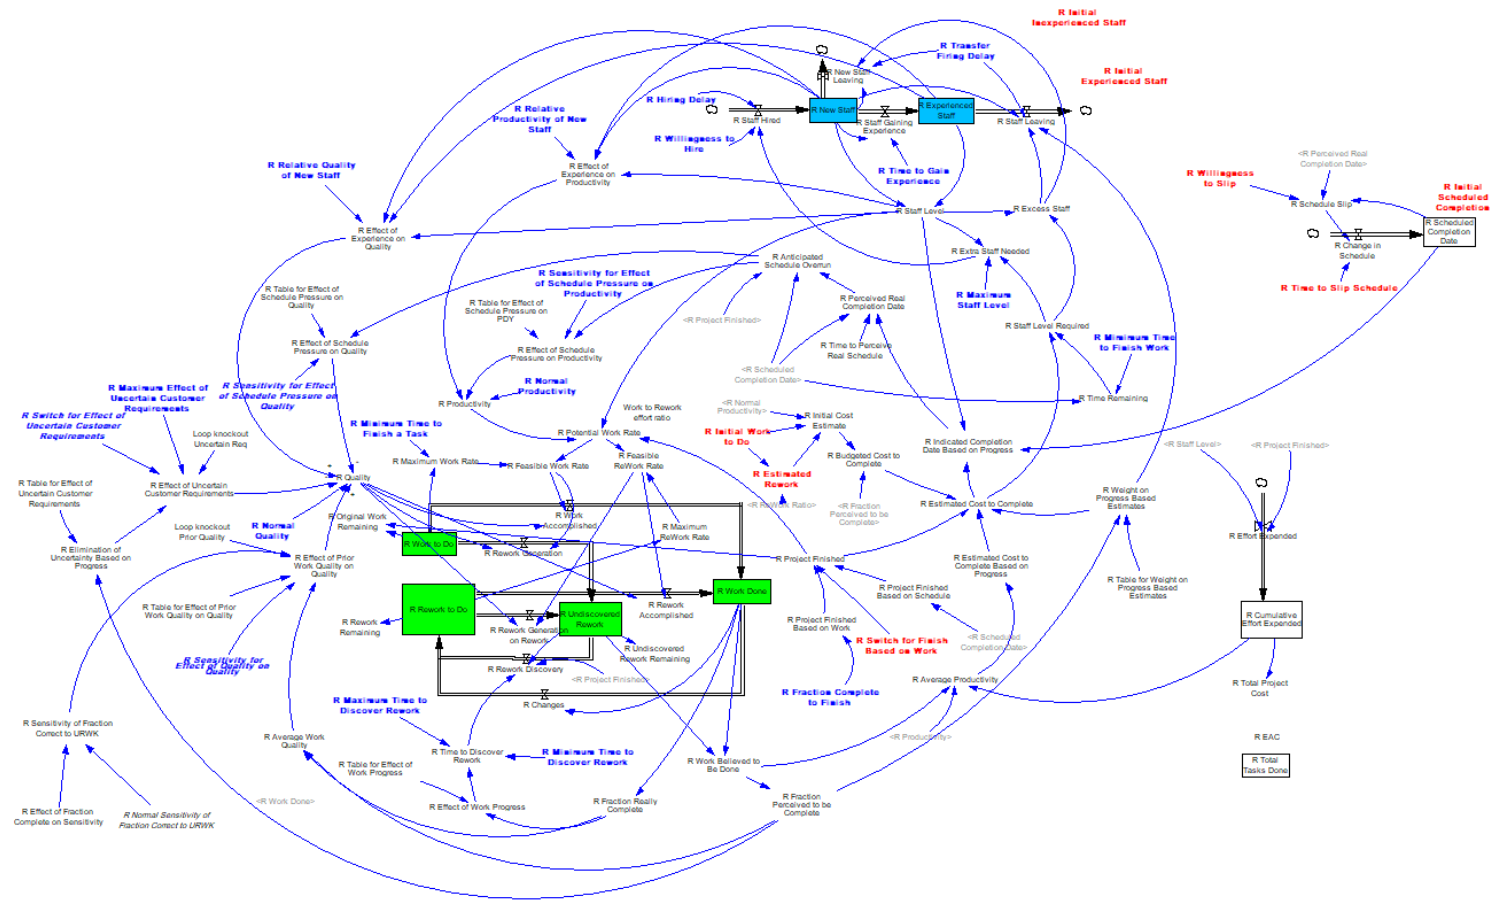 R Initial
Inexperienced Staff
R Transfer
Firing Delay
R New Staff
Leaving
R Initial
Experienced Staff
R Hiring Delay
R Staff Hired
R New Staff
R Staff Gaining
Experience
R Experienced
Staff
R Staff Leaving
R Relative
Productivity of New
Staff
R Willingness to
Hire
R Effect of
Experience on
Productivity
R Time to Gain
Experience
R Relative Quality
of New Staff
<R Perceived Real
Completion Date>
R Willingness
to Slip
R Schedule Slip
R Initial
Scheduled
Completion
R Scheduled
Completion
Date
R Change in
Schedule
R Time to Slip Schedule
R Staff Level
R Excess Staff
R Effect of
Experience on
Quality
R Extra Staff Needed
R Anticipated
Schedule Overrun
R Sensitivity for Effect
of Schedule Pressure on
Productivity
R Table for Effect of
Schedule Pressure on
Quality
R Table for Effect of
Schedule Pressure on
PDY
R Perceived Real
Completion Date
R Maximum
Staff Level
<R Project Finished>
R Staff Level Required
R Effect of Schedule
Pressure on Quality
R Effect of Schedule
Pressure on Productivity
R Time to Perceive
Real Schedule
R Minimum Time
to Finish Work
<R Scheduled
Completion Date>
R Maximum Effect of
Uncertain Customer
Requirements
R Sensitivity for Effect
of Schedule Pressure on
Quality
R Normal
Productivity
R Productivity
R Time Remaining
R Switch for Effect of
Uncertain Customer
Requirements
Work to Rework
effort ratio
<R Normal
Productivity>
R Initial Cost
Estimate
R Minimum Time to
Finish a Task
R Initial Work
to Do
R Potential Work Rate
Loop knockout
Uncertain Req
R Indicated Completion
Date Based on Progress
<R Staff Level>
<R Project Finished>
R Maximum Work Rate
R Feasible Work Rate
R Feasible
ReWork Rate
R Budgeted Cost to
Complete
R Estimated
Rework
R Quality
R Table for Effect of
Uncertain Customer
Requirements
R Effect of Uncertain
Customer Requirements
R Weight on
Progress Based
Estimates
<R ReWork Ratio>
<R Fraction
Perceived to be
Complete>
R Estimated Cost to Complete
R Original Work
Remaining
R Work
Accomplished
R Maximum
ReWork Rate
Loop knockout
Prior Quality
R Normal
Quality
R Effort Expended
R Work to Do
R Rework Generation
R Elimination of
Uncertainty Based on
Progress
R Effect of Prior
Work Quality on
Quality
R Project Finished
R Estimated Cost to
Complete Based on
Progress
R Table for Weight on
Progress Based
Estimates
R Project Finished
Based on Schedule
R Work Done
R Table for Effect of Prior
Work Quality on Quality
R Rework to Do
R Undiscovered
Rework
R Rework
Accomplished
R Rework
Remaining
R Rework Generation
on Rework
R Project Finished
Based on Work
R Cumulative
Effort Expended
R Switch for Finish
Based on Work
<R Scheduled
Completion Date>
R Undiscovered
Rework Remaining
R Sensitivity for
Effect of Quality on
Quality
R Rework Discovery
<R Project Finished>
R Average Productivity
R Total Project
Cost
R Fraction Complete
to Finish
R Changes
R Maximum Time to
Discover Rework
R Sensitivity of Fraction
Correct to URWK
R Average Work
Quality
<R Productivity>
R EAC
R Time to Discover
Rework
R Minimum Time to
Discover Rework
R Work Believed to
Be Done
R Total
Tasks Done
R Table for Effect of
Work Progress
<R Work Done>
R Effect of Work Progress
R Fraction Really
Complete
R Fraction
Perceived to be
Complete
R Effect of Fraction
Complete on Sensitivity
R Normal Sensitivity of
Fraction Correct to URWK